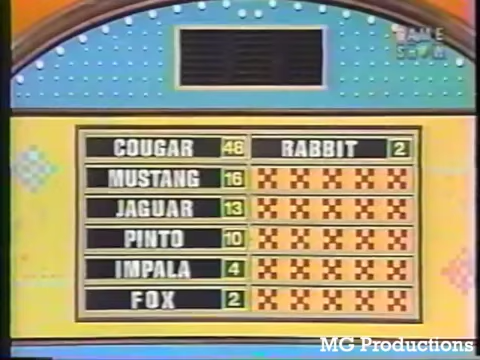 GAME
SHOW
COUGAR 48 RABBIT 2
MUSTANG 16
JAGUAR 13
PINTO 10
IMPALA 4
FOX 2
MG Productions